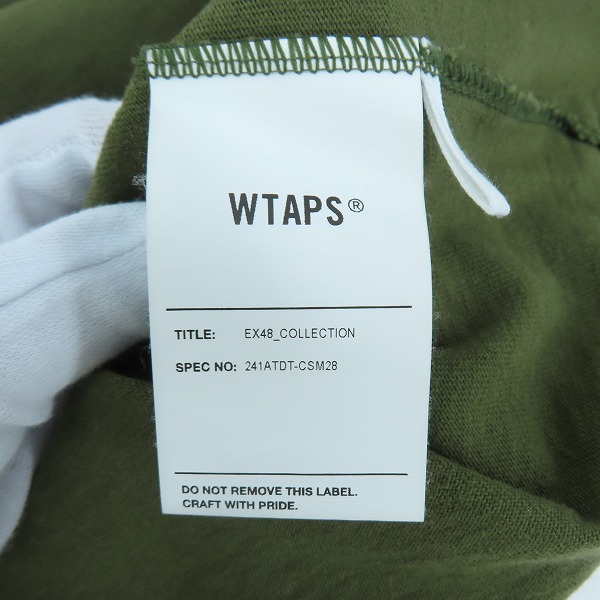 WTAPS®
TITLE: EX48_COLLECTION
SPEC NO: 241ATDT-CSM28
DO NOT REMOVE THIS LABEL.
CRAFT WITH PRIDE.